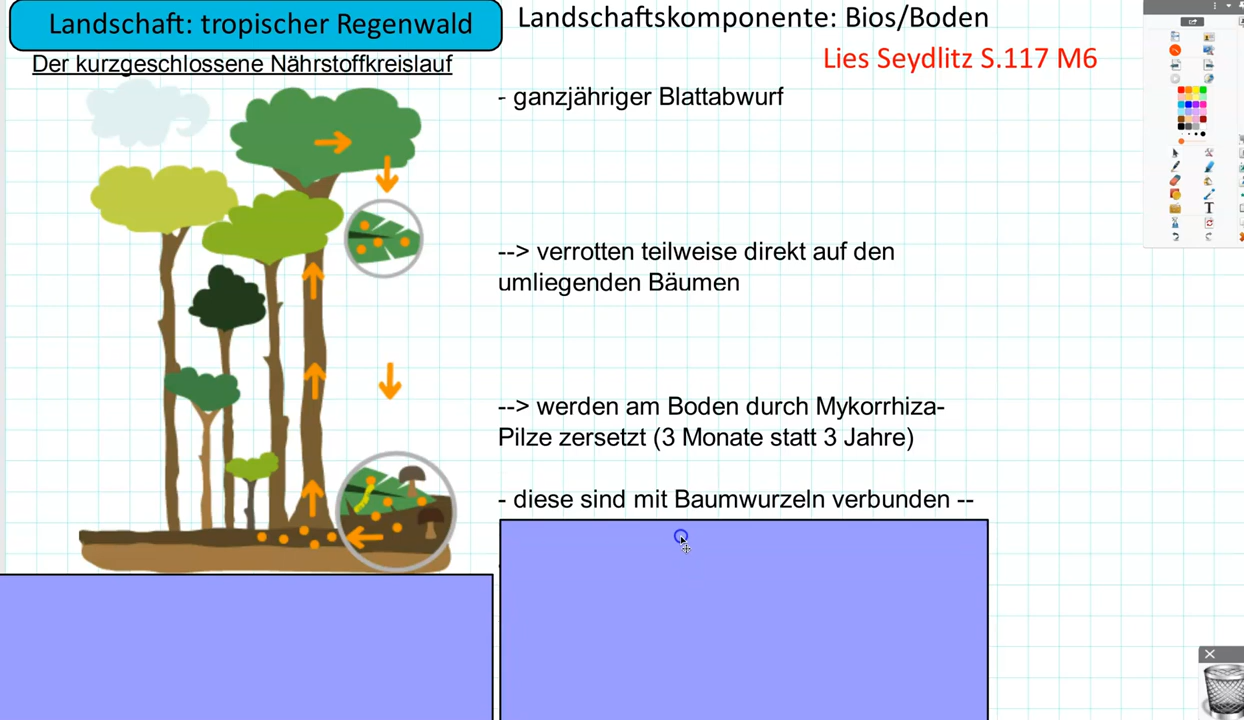 Landschaft: tropischer Regenwald
Landschaftskomponente: Bios/Boden
Lies Seydlitz S.117 M6
Der kurzgeschlossene Nährstoffkreislauf
- ganzjähriger Blattabwurf
--> verrotten teilweise direkt auf den
umliegenden Bäumen
--> werden am Boden durch Mykorrhiza-
Pilze zersetzt (3 Monate statt 3 Jahre)
- diese sind mit Baumwurzeln verbunden --